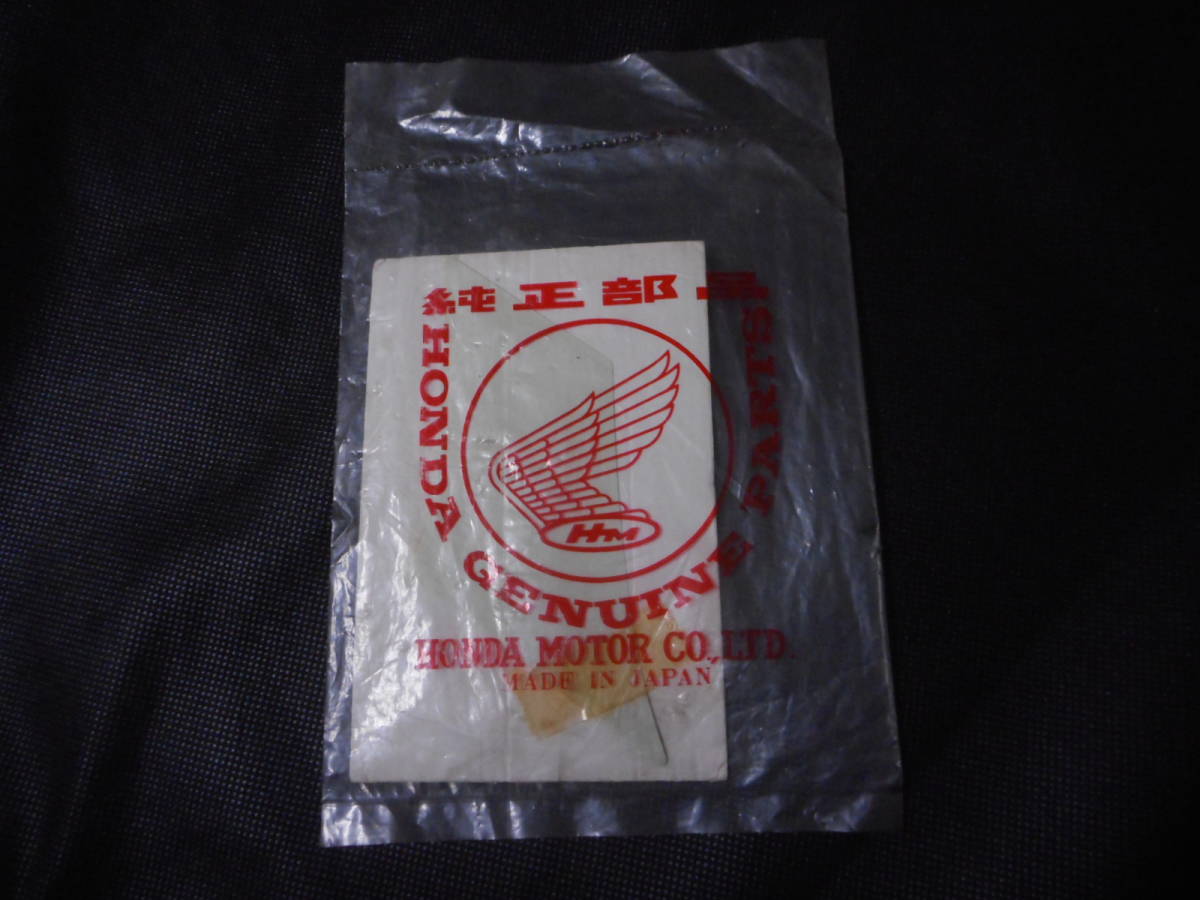 純正部品
HONDA GENUINE PARTS
HM
HONDA MOTOR CO., LTD.
MADE IN JAPAN